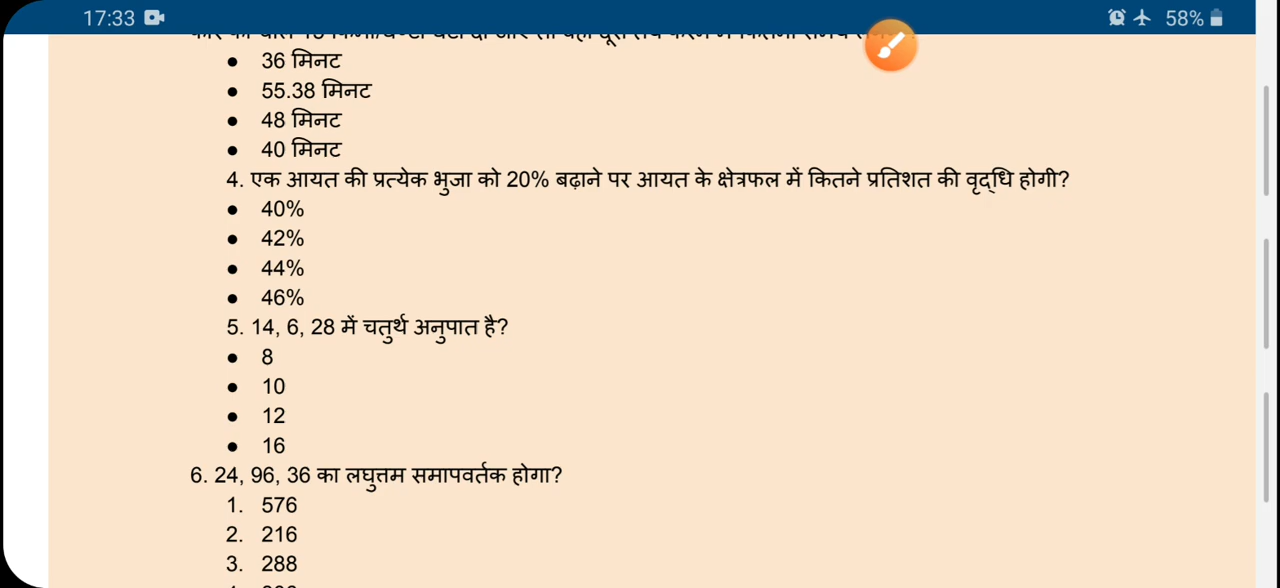 17:33
58%
36 मिनट
55.38 मिनट
48 मिनट
40 मिनट
4. एक आयत की प्रत्येक भुजा को 20% बढ़ाने पर आयत के क्षेत्रफल में कितने प्रतिशत की वृद्धि होगी?
40%
42%
44%
46%
5. 14, 6, 28 में चतुर्थ अनुपात है?
8
10
12
16
6. 24, 96, 36 का लघुत्तम समापवर्तक होगा?
1. 576
2. 216
3. 288